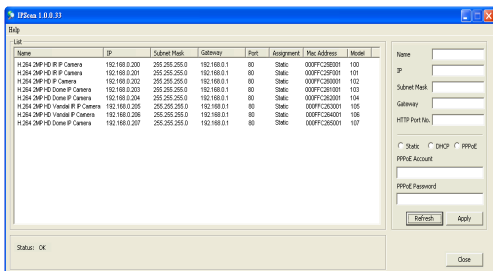 IPScan 1.0.0.33
Help
List
Name IP Subnet Mask Gateway Port Assignment Mac Address Model
H.264 2MP HD IR IP Camera 192.168.0.200 255.255.255.0 192.168.0.1 80 Static 000FFC25E001 100
H.264 2MP HD IR IP Camera 192.168.0.201 255.255.255.0 192.168.0.1 80 Static 000FFC25F001 101
H.264 2MP HD IP Camera 192.168.0.202 255.255.255.0 192.168.0.1 80 Static 000FFC260001 102
H.264 2MP HD Dome IP Camera 192.168.0.203 255.255.255.0 192.168.0.1 80 Static 000FFC261001 103
H.264 2MP HD Dome IP Camera 192.168.0.204 255.255.255.0 192.168.0.1 80 Static 000FFC262001 104
H.264 2MP HD Vandal IR IP Camera 192.168.0.205 255.255.255.0 192.168.0.1 80 Static 000FFC263001 105
H.264 2MP HD Vandal IP Camera 192.168.0.206 255.255.255.0 192.168.0.1 80 Static 000FFC264001 106
H.264 2MP HD Dome IP Camera 192.168.0.207 255.255.255.0 192.168.0.1 80 Static 000FFC265001 107
Name
IP
Subnet Mask
Gateway
HTTP Port No.
Static DHCP PPPoE
PPPoE Account
PPPoE Password
Refresh Apply
Status: OK
Close